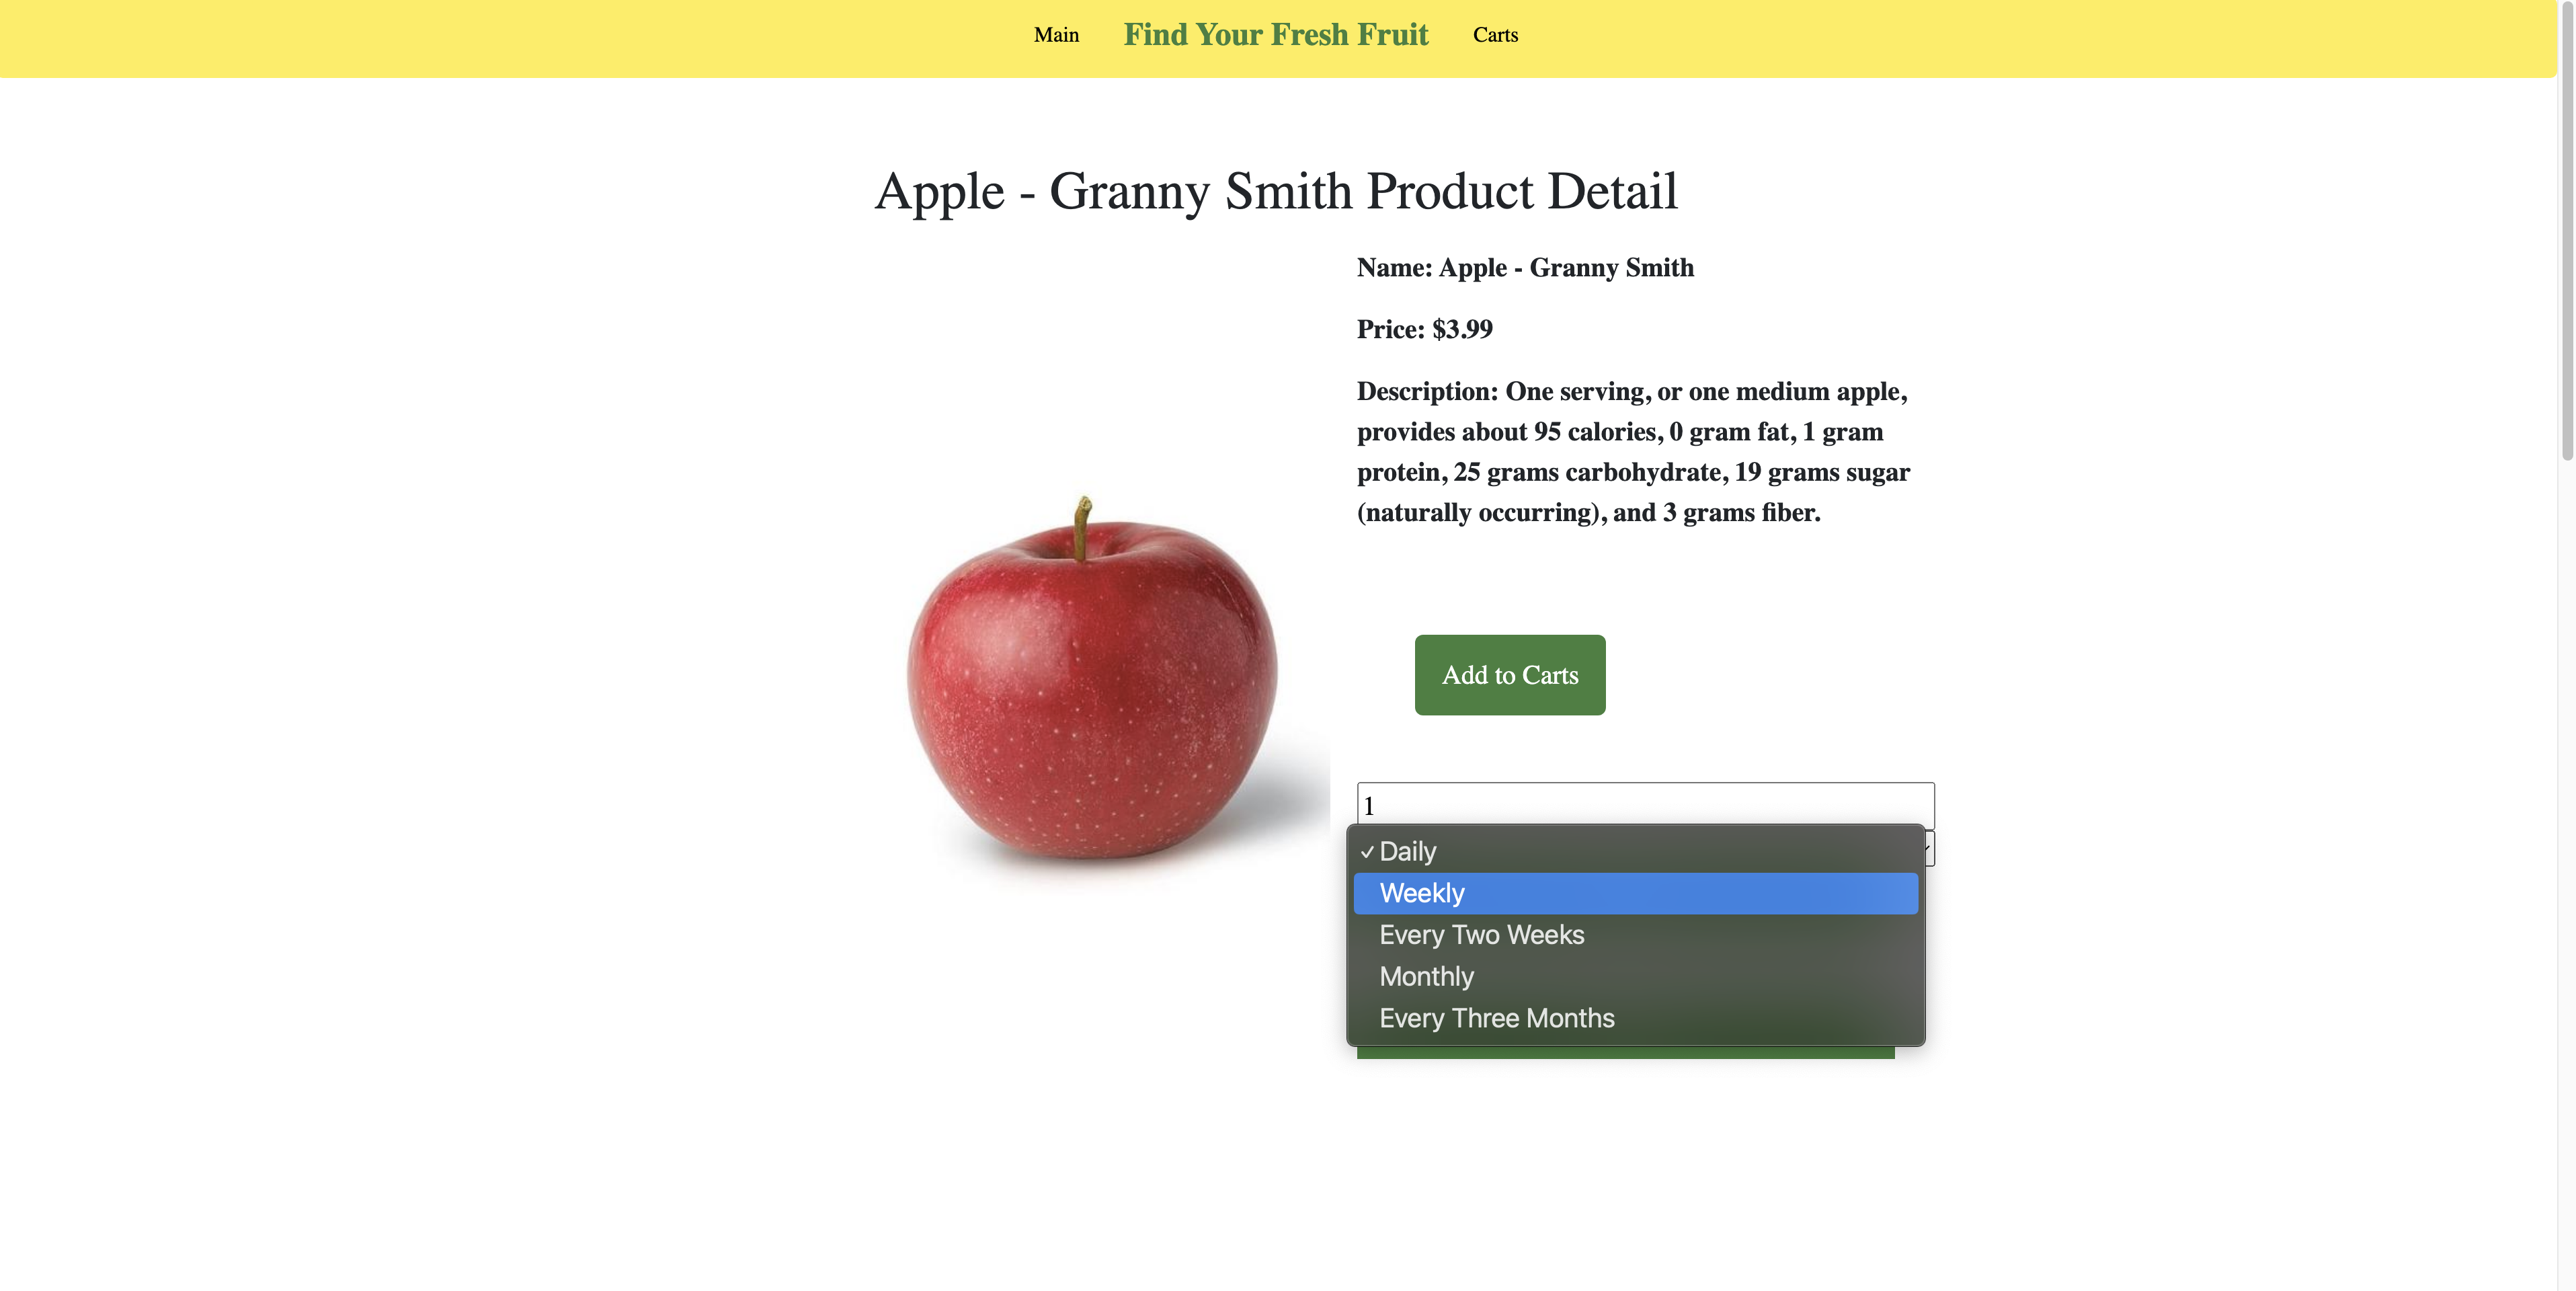 Main Find Your Fresh Fruit Carts
Apple - Granny Smith Product Detail
Name: Apple - Granny Smith
Price: $3.99
Description: One serving, or one medium apple,
provides about 95 calories, 0 gram fat, 1 gram
protein, 25 grams carbohydrate, 19 grams sugar
(naturally occurring), and 3 grams fiber.
Add to Carts
1
✓ Daily
Weekly
Every Two Weeks
Monthly
Every Three Months